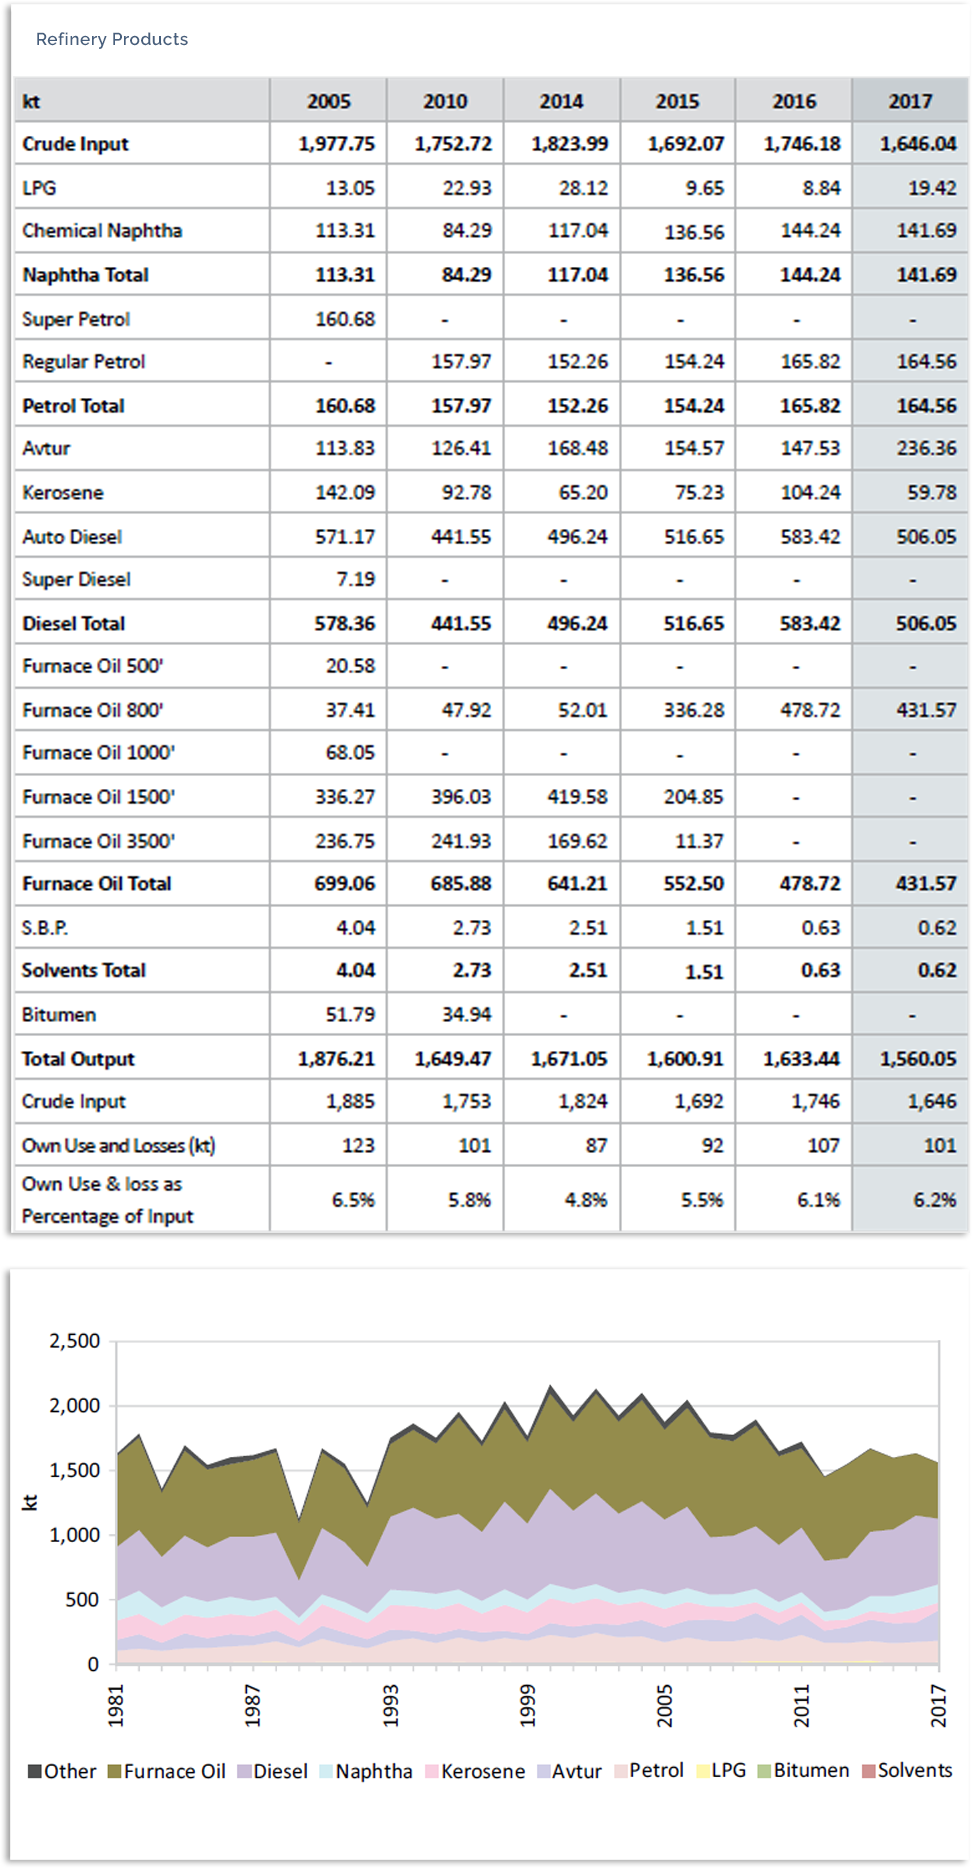 Refinery Products
kt 2005 2010 2014 2015 2016 2017
Crude Input 1,977.75 1,752.72 1,823.99 1,692.07 1,746.18 1,646.04
LPG 13.05 22.93 28.12 9.65 8.84 19.42
Chemical Naphtha 113.31 84.29 117.04 136.56 144.24 141.69
Naphtha Total 113.31 84.29 117.04 136.56 144.24 141.69
Super Petrol 160.68 - - - - -
Regular Petrol - 157.97 152.26 154.24 165.82 164.56
Petrol Total 160.68 157.97 152.26 154.24 165.82 164.56
Avtur 113.83 126.41 168.48 154.57 147.53 236.36
Kerosene 142.09 92.78 65.20 75.23 104.24 59.78
Auto Diesel 571.17 441.55 496.24 516.65 583.42 506.05
Super Diesel 7.19 - - - - -
Diesel Total 578.36 441.55 496.24 516.65 583.42 506.05
Furnace Oil 500' 20.58 - - - - -
Furnace Oil 800' 37.41 47.92 52.01 336.28 478.72 431.57
Furnace Oil 1000' 68.05 - - - - -
Furnace Oil 1500' 336.27 396.03 419.58 204.85 - -
Furnace Oil 3500' 236.75 241.93 169.62 11.37 - -
Furnace Oil Total 699.06 685.88 641.21 552.50 478.72 431.57
S.B.P. 4.04 2.73 2.51 1.51 0.63 0.62
Solvents Total 4.04 2.73 2.51 1.51 0.63 0.62
Bitumen 51.79 34.94 - - - -
Total Output 1,876.21 1,649.47 1,671.05 1,600.91 1,633.44 1,560.05
Crude Input 1,885 1,753 1,824 1,692 1,746 1,646
Own Use and Losses (kt) 123 101 87 92 107 101
Own Use & loss as
Percentage of Input 6.5% 5.8% 4.8% 5.5% 6.1% 6.2%
2,500
2,000
1,500
1,000
500
0
kt
1981 1987 1993 1999 2005 2011 2017
Other Furnace Oil Diesel Naphtha Kerosene Avtur Petrol LPG Bitumen Solvents